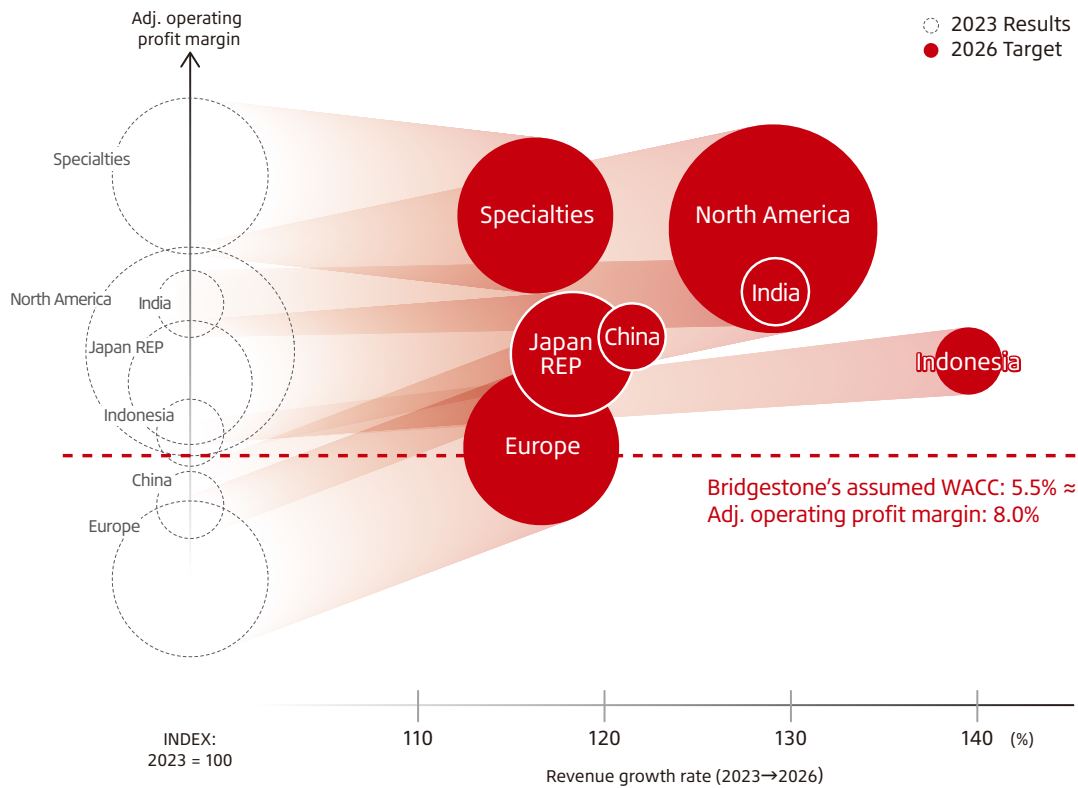 Adj. operating
profit margin
2023 Results
2026 Target
Specialties
North America
India
Japan REP
Indonesia
China
Europe
Specialties
North America
India
Japan
REP
China
Indonesia
Europe
Bridgestone's assumed WACC: 5.5% ≈
Adj. operating profit margin: 8.0%
INDEX:
2023 = 100
110
120
130
140
(%)
Revenue growth rate (2023→2026)